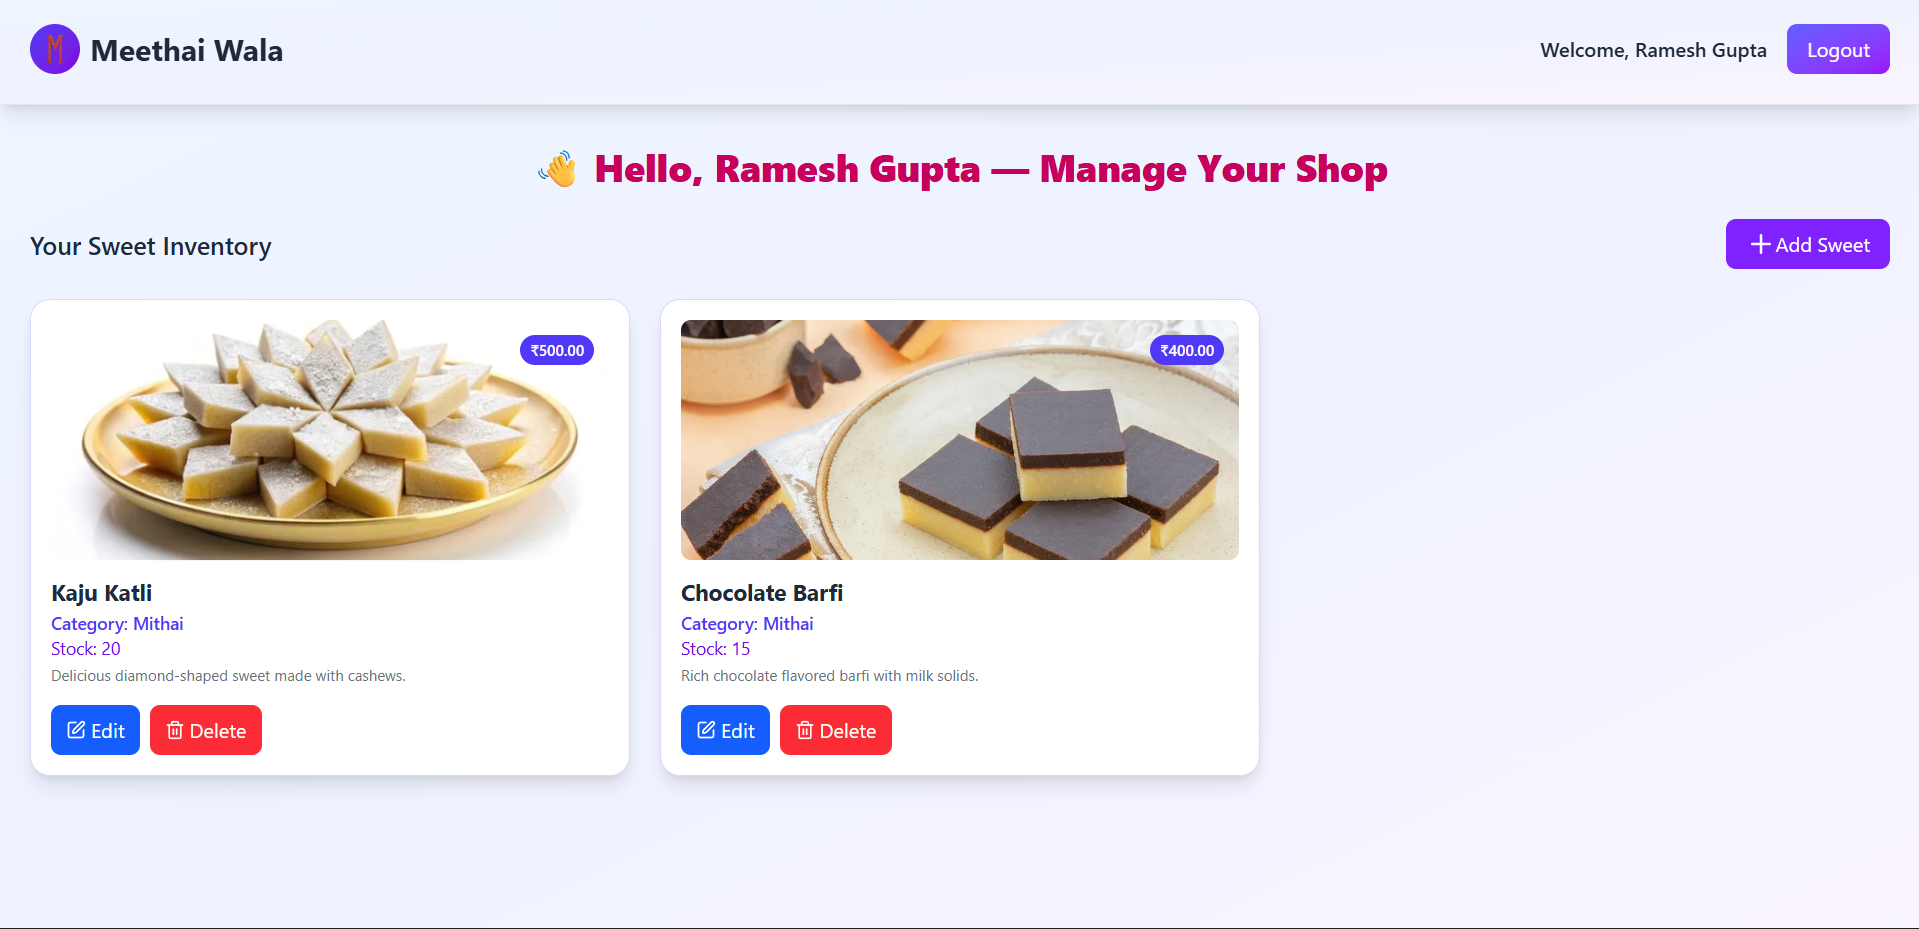 M
Meethai Wala
Welcome, Ramesh Gupta
Logout
👋 Hello, Ramesh Gupta — Manage Your Shop
Your Sweet Inventory
Add Sweet
₹500.00
Kaju Katli
Category: Mithai
Stock: 20
Delicious diamond-shaped sweet made with cashews.
Edit
Delete
₹400.00
Chocolate Barfi
Category: Mithai
Stock: 15
Rich chocolate flavored barfi with milk solids.
Edit
Delete